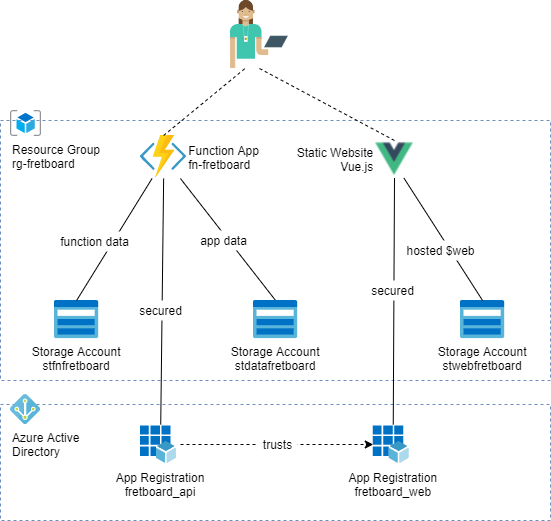 Resource Group
rg-fretboard
Function App
fn-fretboard
Static Website
Vue.js
function data
app data
hosted $web
secured
secured
Storage Account
stfnfretboard
Storage Account
stdatafretboard
Storage Account
stwebfretboard
Azure Active
Directory
trusts
App Registration
fretboard_api
App Registration
fretboard_web